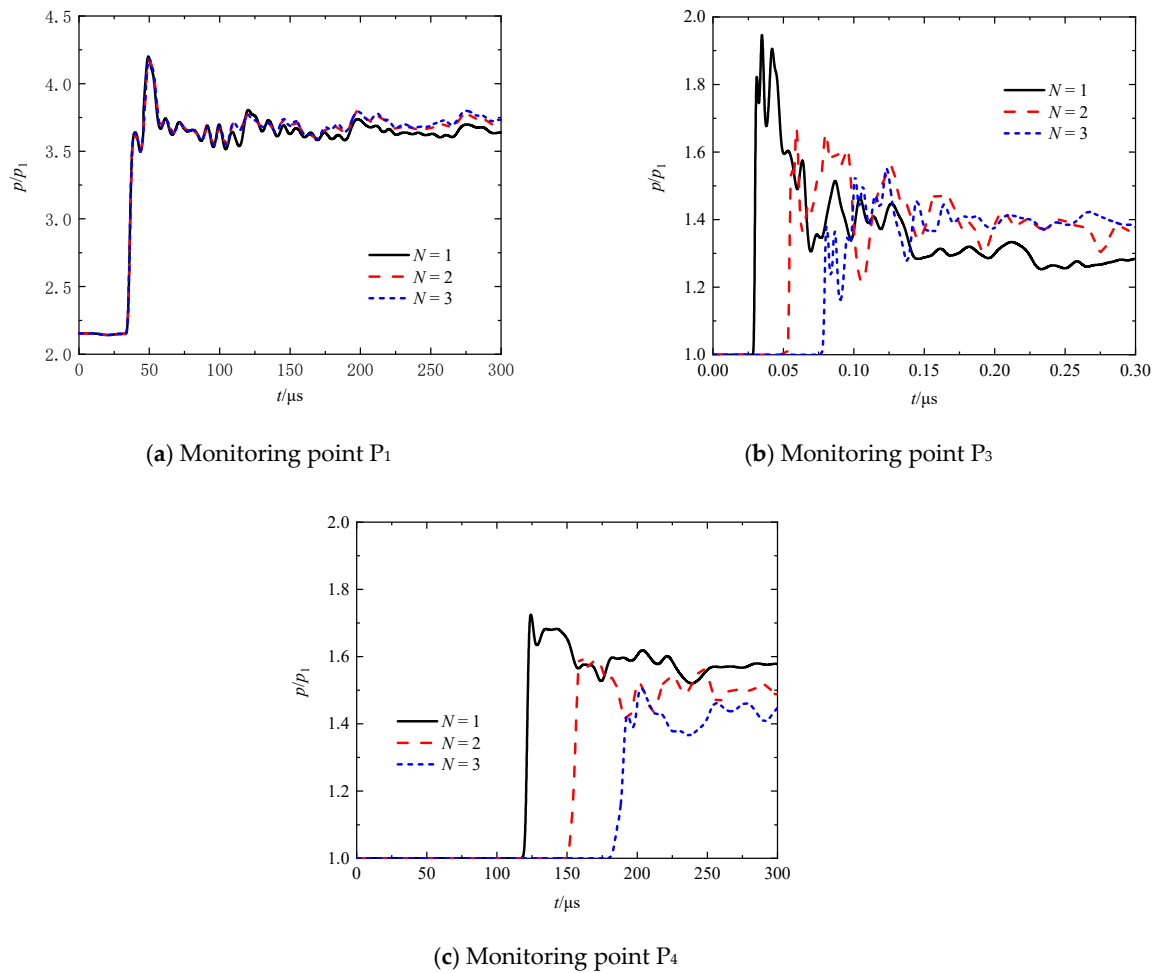 4.5
4.0
3.5
3.0
2.5
2.0
p/p1
N = 1
N = 2
N = 3
0 50 100 150 200 250 300
t/μs
(a) Monitoring point P1
2.0
1.8
1.6
1.4
1.2
1.0
p/p1
N = 1
N = 2
N = 3
0.00 0.05 0.10 0.15 0.20 0.25 0.30
t/μs
(b) Monitoring point P3
2.0
1.8
1.6
1.4
1.2
1.0
p/p1
N = 1
N = 2
N = 3
0 50 100 150 200 250 300
t/μs
(c) Monitoring point P4